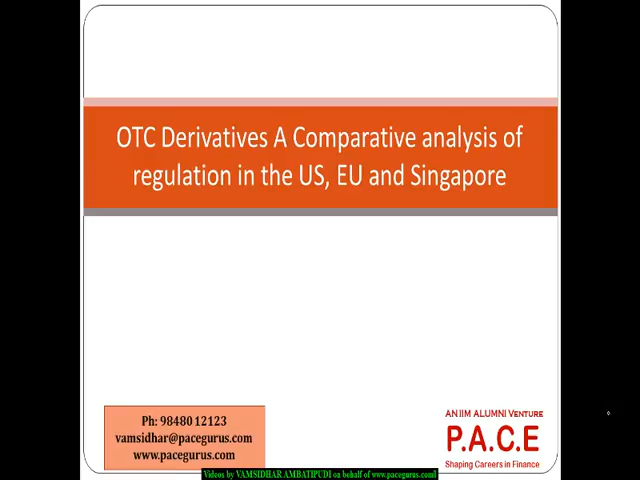 OTC Derivatives A Comparative analysis of
regulation in the US, EU and Singapore
Ph: 98480 12123
vamsidhar@pacegurus.com
www.pacegurus.com
AN IIM ALUMNI VENTURE
P.A.C.E
Shaping Careers in Finance
Videos by VAMSIDHAR AMBATIPUDI on behalf of www.pacegurus.com